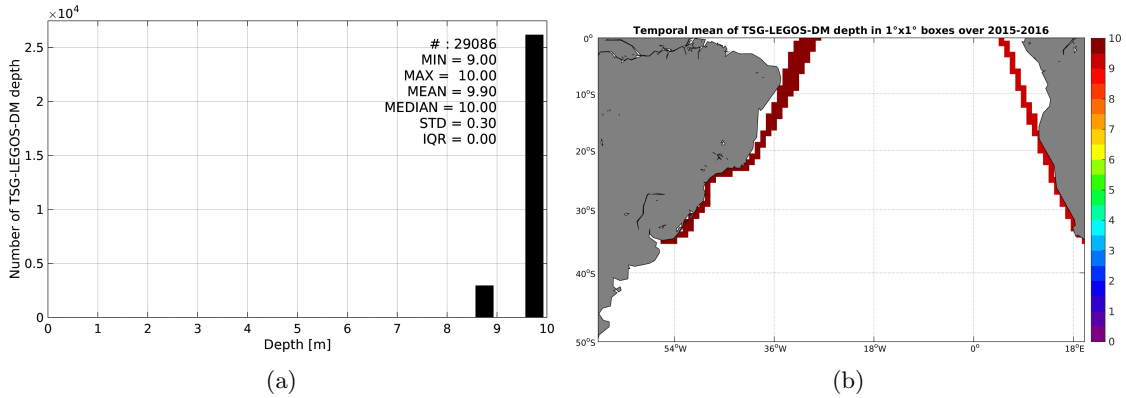 ×10⁴
# : 29086
MIN = 9.00
MAX = 10.00
MEAN = 9.90
MEDIAN = 10.00
STD = 0.30
IQR = 0.00
Number of TSG-LEGOS-DM depth
2.5
2
1.5
1
0.5
0
0 1 2 3 4 5 6 7 8 9 10
Depth [m]
(a)
Temporal mean of TSG-LEGOS-DM depth in 1°x1° boxes over 2015-2016
0°
10°S
20°S
30°S
40°S
50°S
54°W 36°W 18°W 0° 18°E
10
9
8
7
6
5
4
3
2
1
0
(b)